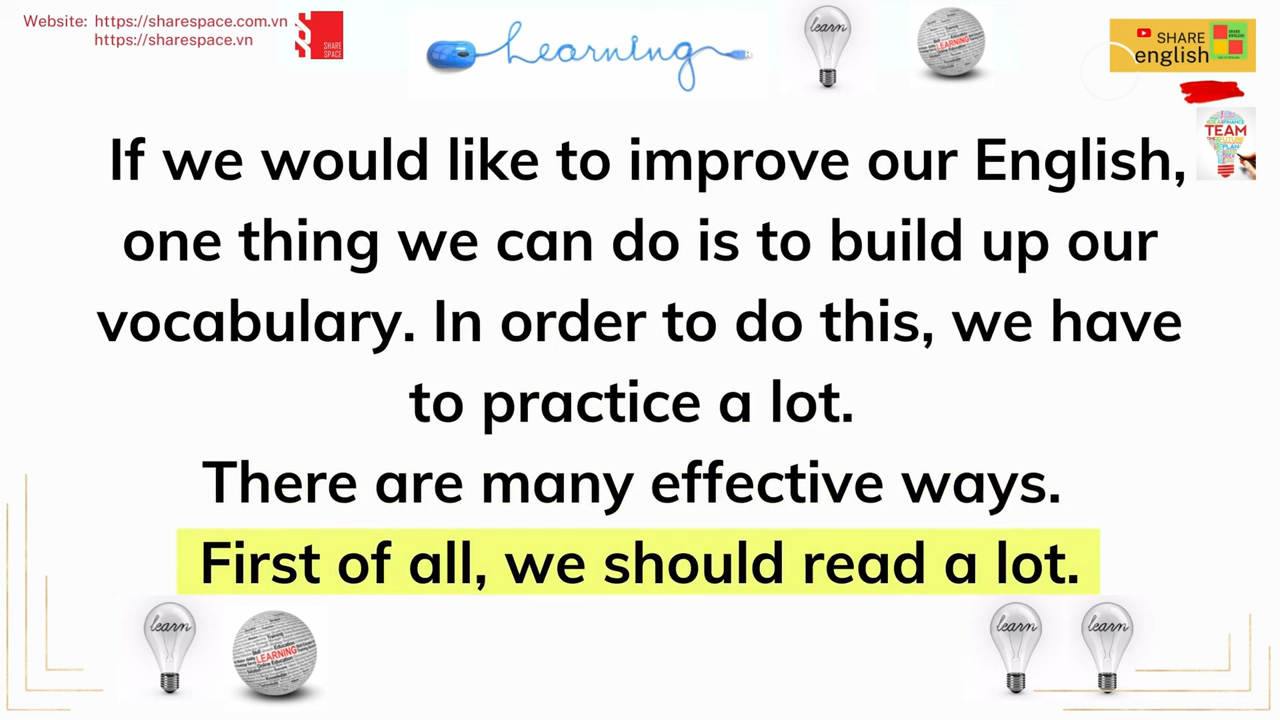 Website: https://sharespace.com.vn
https://sharespace.vn
SHARE
SPACE
Learning
learn
LEARNING
SHARE
english
TEAM
PLAN
If we would like to improve our English,
one thing we can do is to build up our
vocabulary. In order to do this, we have
to practice a lot.
There are many effective ways.
First of all, we should read a lot.
learn
LEARNING
learn
learn